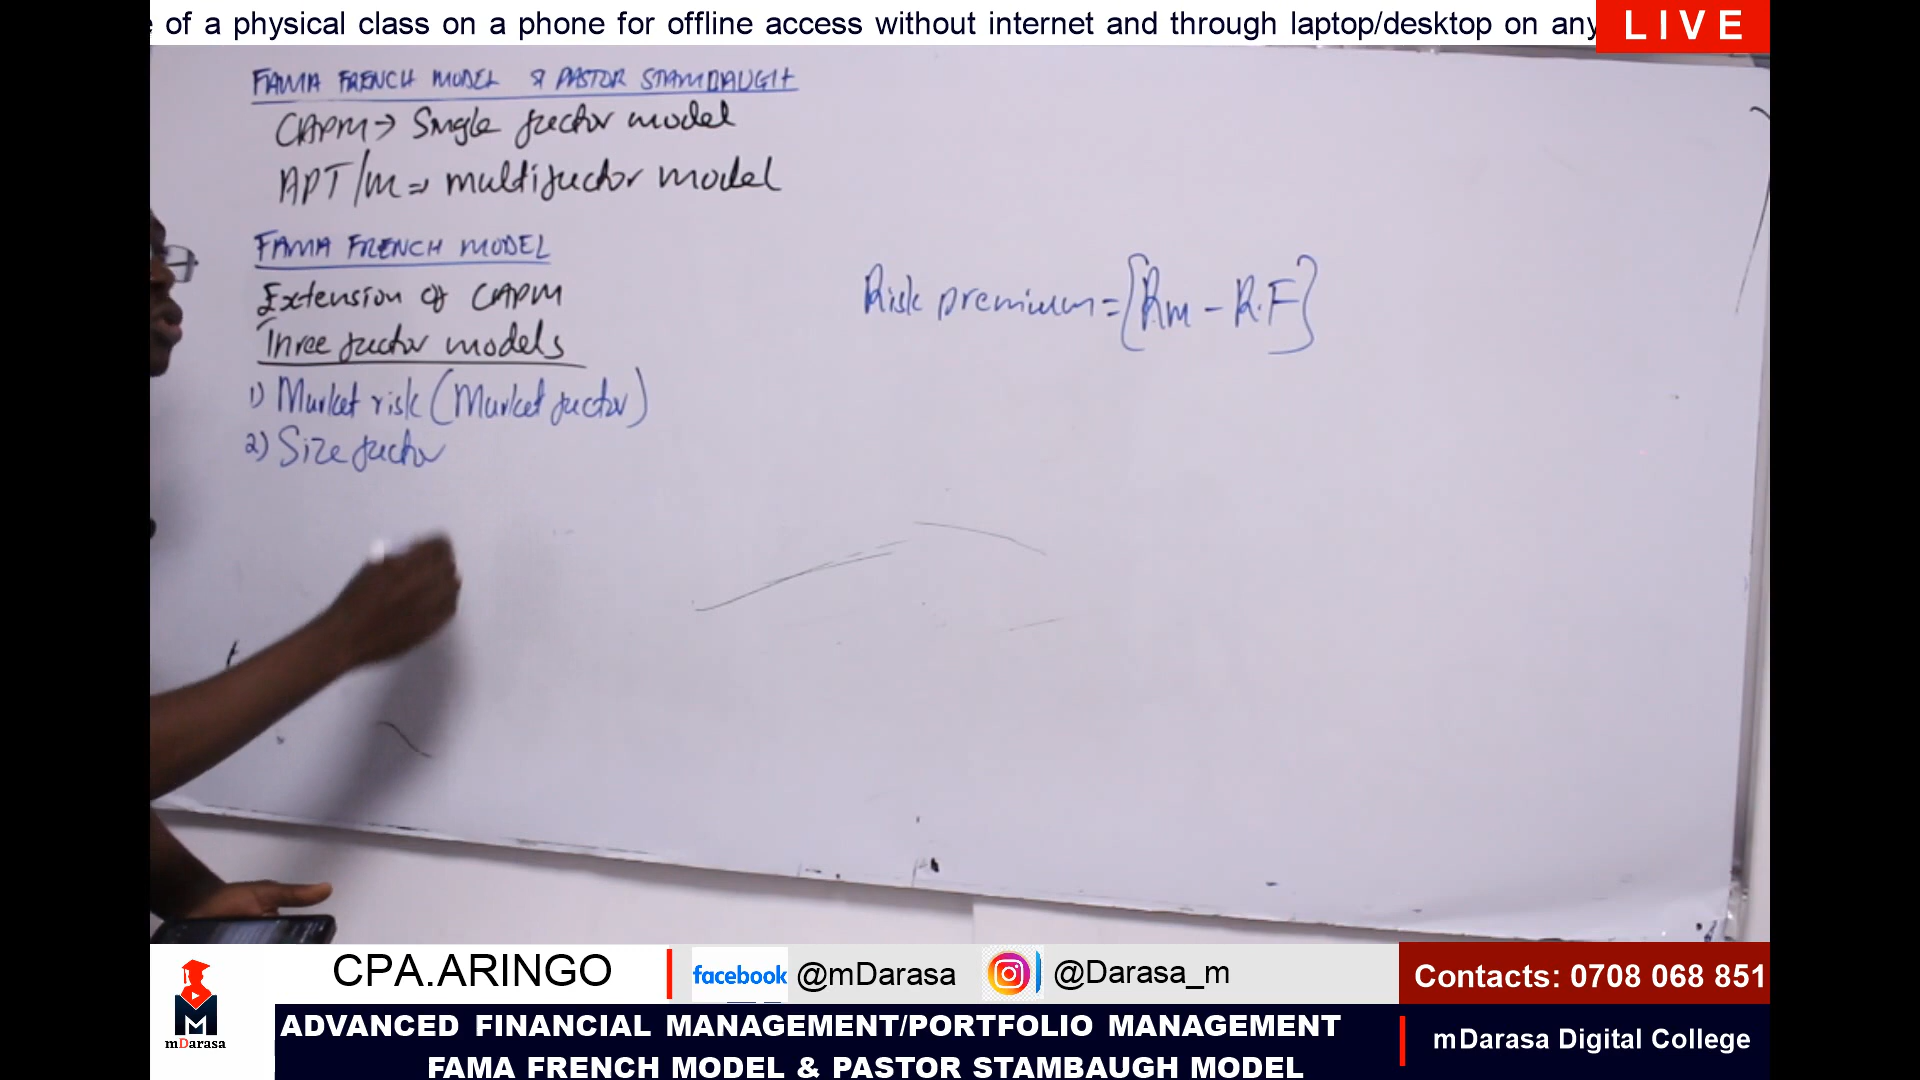 of a physical class on a phone for offline access without internet and through laptop/desktop on any
LIVE
FAMA FRENCH MODEL & PASTOR STAMBAUGH
CAPM → Single factor model
APT/M ⇒ multifactor model
FAMA FRENCH MODEL
Extension of CAPM
Three factor models
1) Market risk (Market factor)
2) Size factor
Risk premium = {Rm - R.F}
CPA.ARINGO
facebook @mDarasa
@Darasa_m
Contacts: 0708 068 851
mDarasa
ADVANCED FINANCIAL MANAGEMENT/PORTFOLIO MANAGEMENT
FAMA FRENCH MODEL & PASTOR STAMBAUGH MODEL
mDarasa Digital College